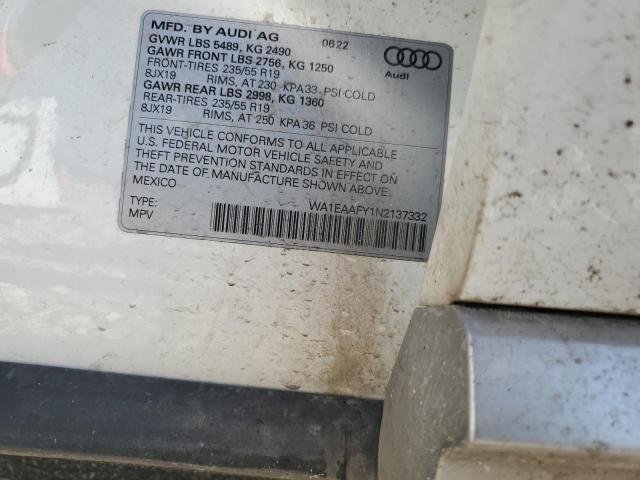 MFD. BY AUDI AG
GVWR LBS 5489, KG 2490 0622
GAWR FRONT LBS 2756, KG 1250
FRONT-TIRES 235/55 R19
8JX19 RIMS, AT 230 KPA 33 PSI COLD
GAWR REAR LBS 2998, KG 1360
REAR-TIRES 235/55 R19
8JX19 RIMS, AT 250 KPA 36 PSI COLD
Audi
THIS VEHICLE CONFORMS TO ALL APPLICABLE
U.S. FEDERAL MOTOR VEHICLE SAFETY AND
THEFT PREVENTION STANDARDS IN EFFECT ON
THE DATE OF MANUFACTURE SHOWN ABOVE.
MEXICO
WA1EAAFY1N2137332
TYPE:
MPV